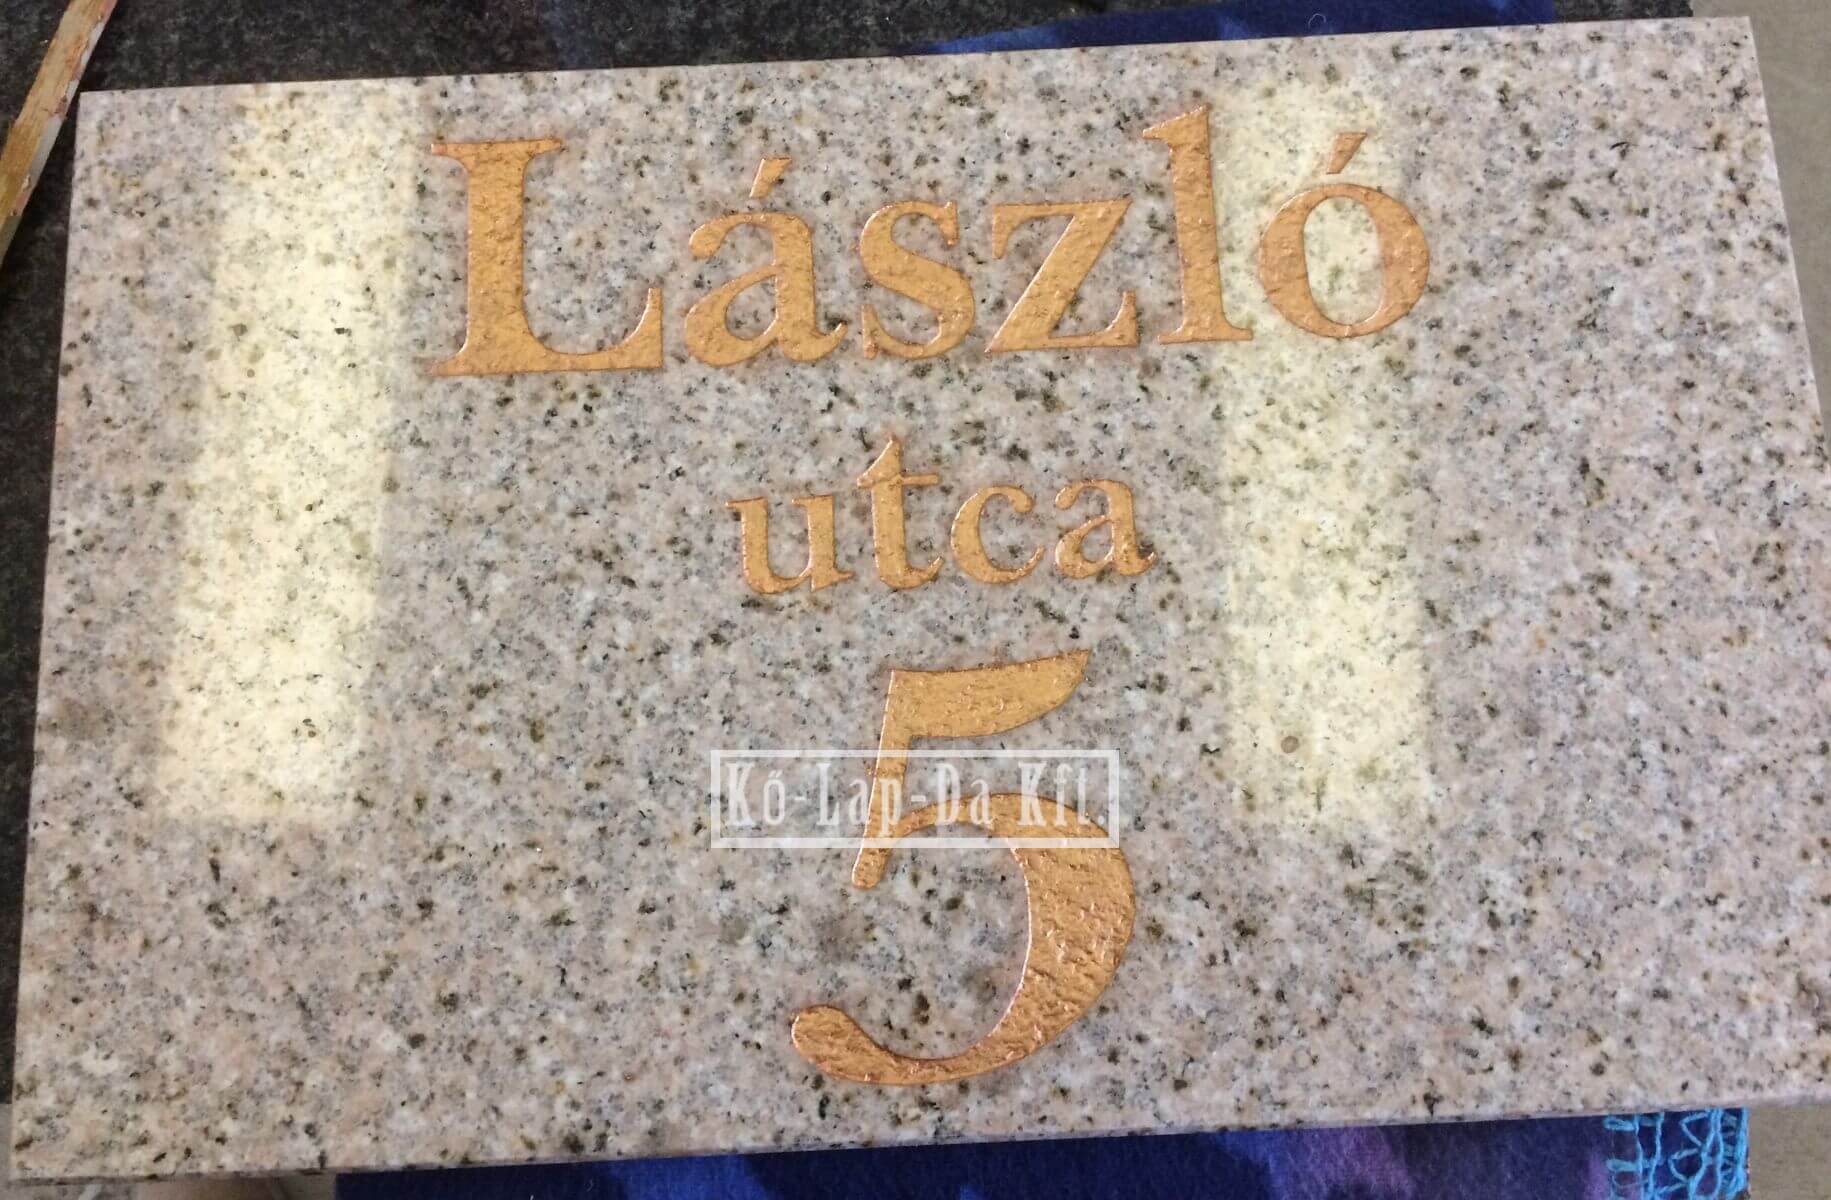 László
utca
5
Kő-Lap-Da Kft.